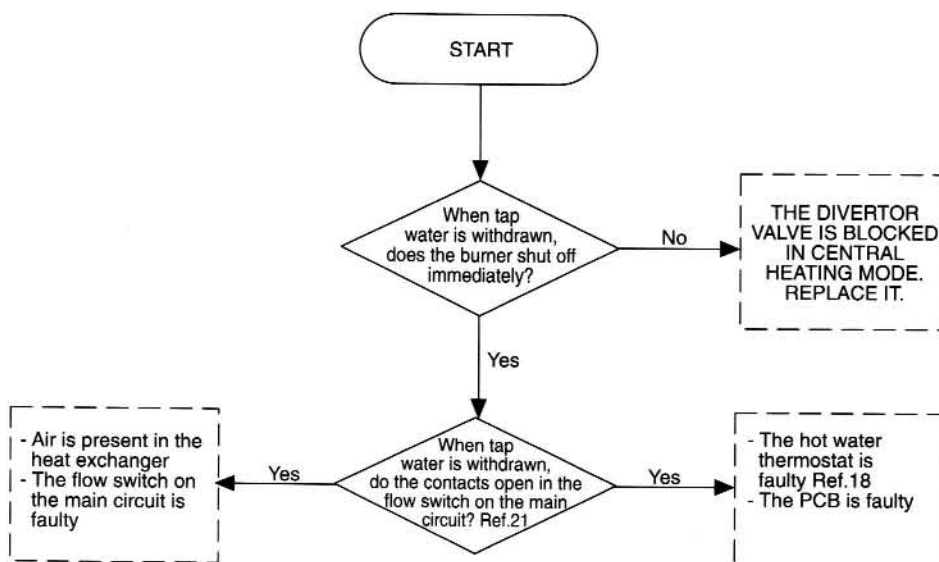 START
When tap
water is withdrawn,
does the burner shut off
immediately?
No
THE DIVERTOR
VALVE IS BLOCKED
IN CENTRAL
HEATING MODE.
REPLACE IT.
Yes
- Air is present in the
heat exchanger
- The flow switch on
the main circuit is
faulty
Yes
When tap
water is withdrawn,
do the contacts open in the
flow switch on the main
circuit? Ref.21
Yes
- The hot water
thermostat is
faulty Ref.18
- The PCB is faulty